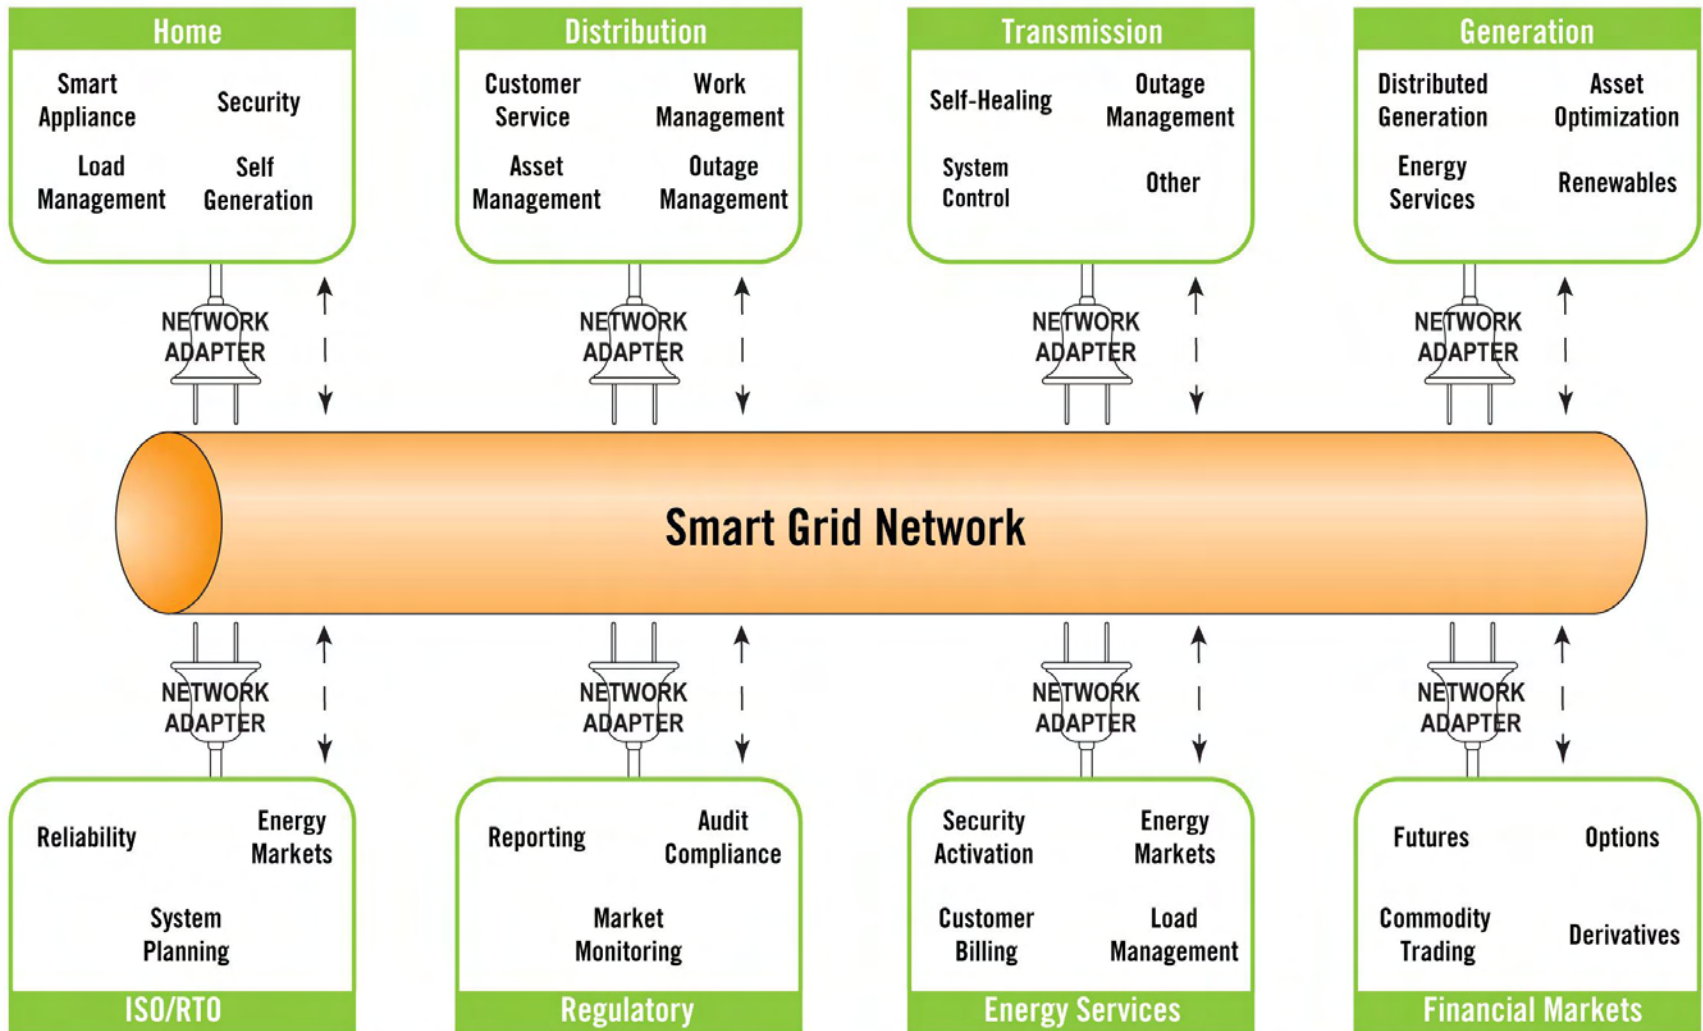 Home
Smart
Appliance
Security
Load
Management
Self
Generation
Distribution
Customer
Service
Work
Management
Asset
Management
Outage
Management
Transmission
Self-Healing
Outage
Management
System
Control
Other
Generation
Distributed
Generation
Asset
Optimization
Energy
Services
Renewables
NETWORK
ADAPTER
NETWORK
ADAPTER
NETWORK
ADAPTER
NETWORK
ADAPTER
Smart Grid Network
NETWORK
ADAPTER
NETWORK
ADAPTER
NETWORK
ADAPTER
NETWORK
ADAPTER
Reliability
Energy
Markets
System
Planning
ISO/RTO
Reporting
Audit
Compliance
Market
Monitoring
Regulatory
Security
Activation
Energy
Markets
Customer
Billing
Load
Management
Energy Services
Futures
Options
Commodity
Trading
Derivatives
Financial Markets